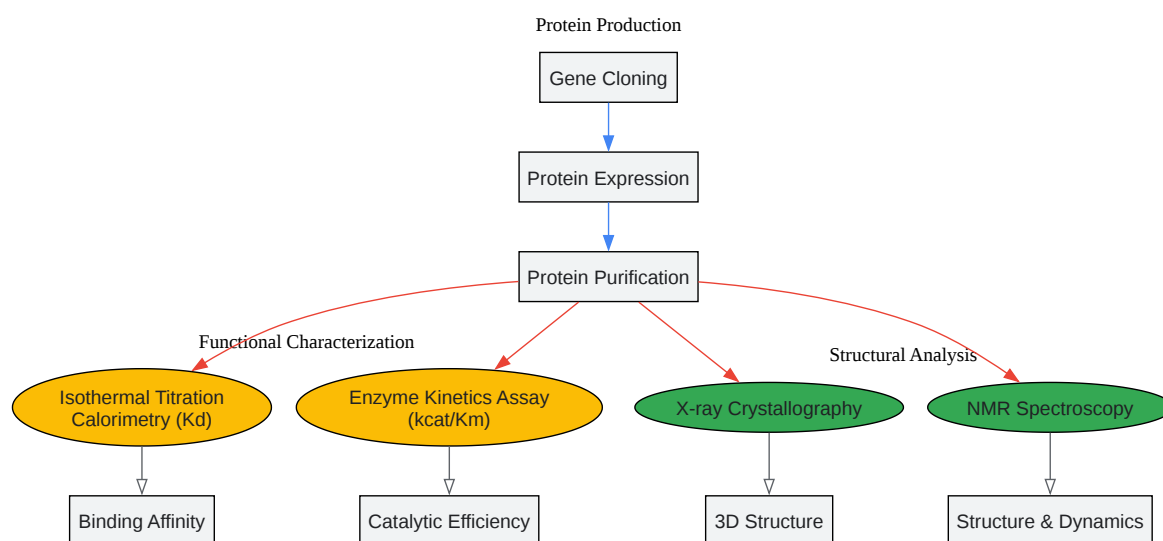 Protein Production
Gene Cloning
Protein Expression
Protein Purification
Functional Characterization
Structural Analysis
Isothermal Titration
Calorimetry (Kd)
Enzyme Kinetics Assay
(kcat/Km)
X-ray Crystallography
NMR Spectroscopy
Binding Affinity
Catalytic Efficiency
3D Structure
Structure & Dynamics